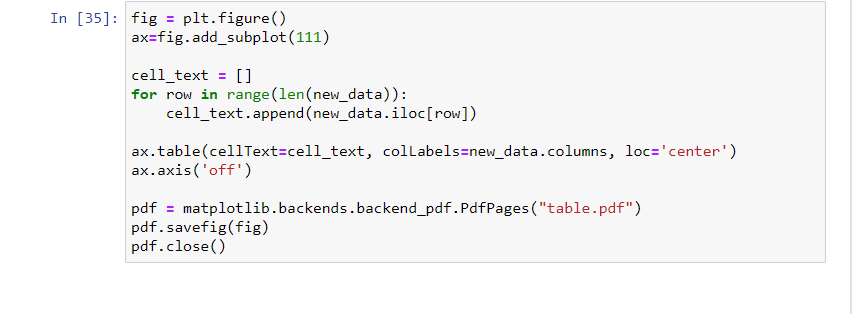 In [35]: fig = plt.figure()
ax=fig.add_subplot(111)

cell_text = []
for row in range(len(new_data)):
    cell_text.append(new_data.iloc[row])

ax.table(cellText=cell_text, colLabels=new_data.columns, loc='center')
ax.axis('off')

pdf = matplotlib.backends.backend_pdf.PdfPages("table.pdf")
pdf.savefig(fig)
pdf.close()